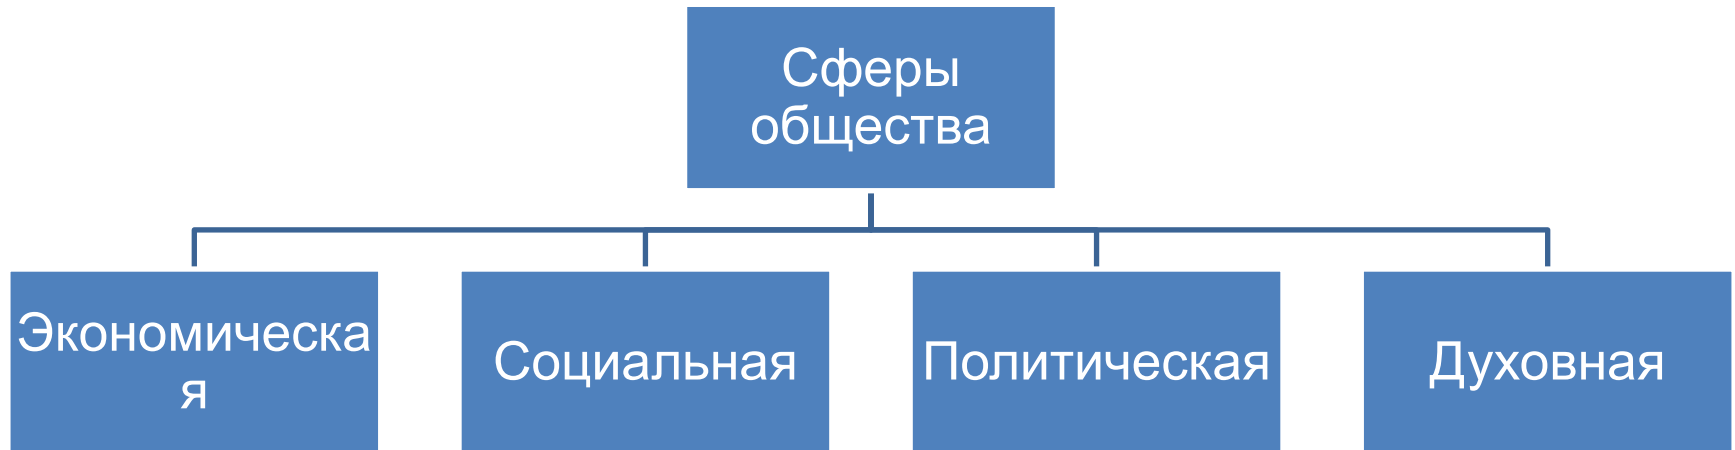 Сферы
общества
Экономическа
я
Социальная
Политическая
Духовная